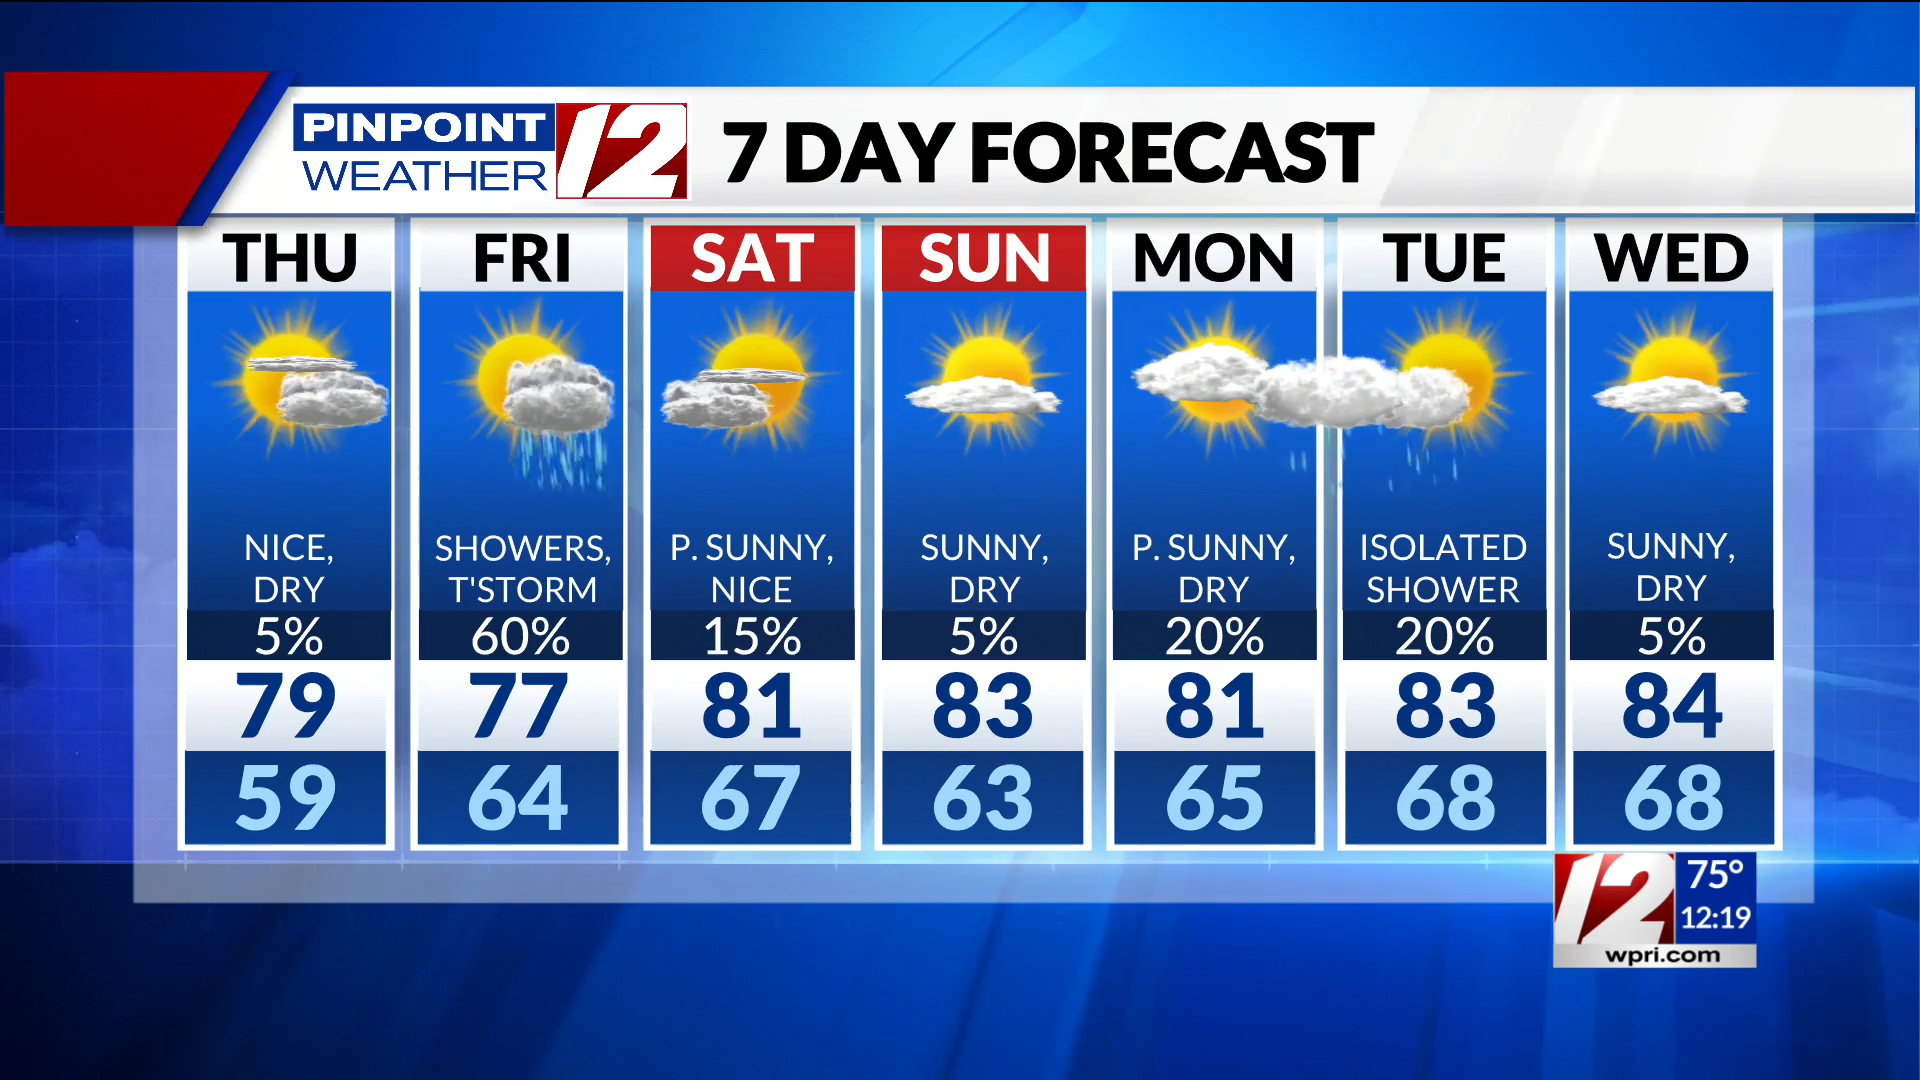 PINPOINT
WEATHER
12
7 DAY FORECAST
THU
FRI
SAT
SUN
MON
TUE
WED
NICE,
DRY
SHOWERS,
T'STORM
P. SUNNY,
NICE
SUNNY,
DRY
P. SUNNY,
DRY
ISOLATED
SHOWER
SUNNY,
DRY
5%
60%
15%
5%
20%
20%
5%
79
77
81
83
81
83
84
59
64
67
63
65
68
68
12
75°
12:19
wpri.com